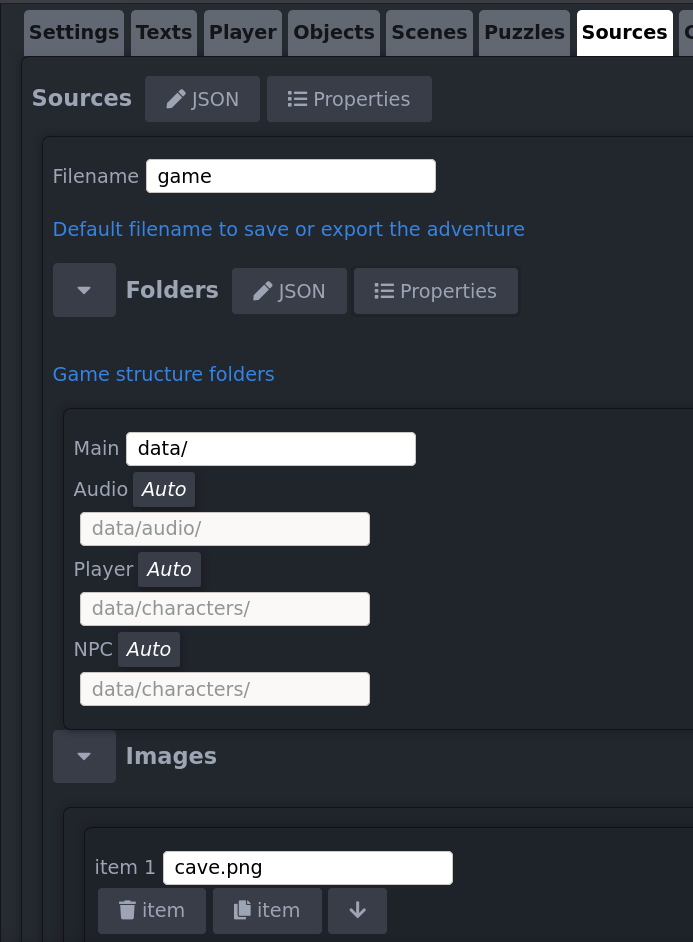 Settings Texts Player Objects Scenes Puzzles Sources
Sources JSON Properties
Filename game
Default filename to save or export the adventure
Folders JSON Properties
Game structure folders
Main data/
Audio Auto
data/audio/
Player Auto
data/characters/
NPC Auto
data/characters/
Images
item 1 cave.png
item item